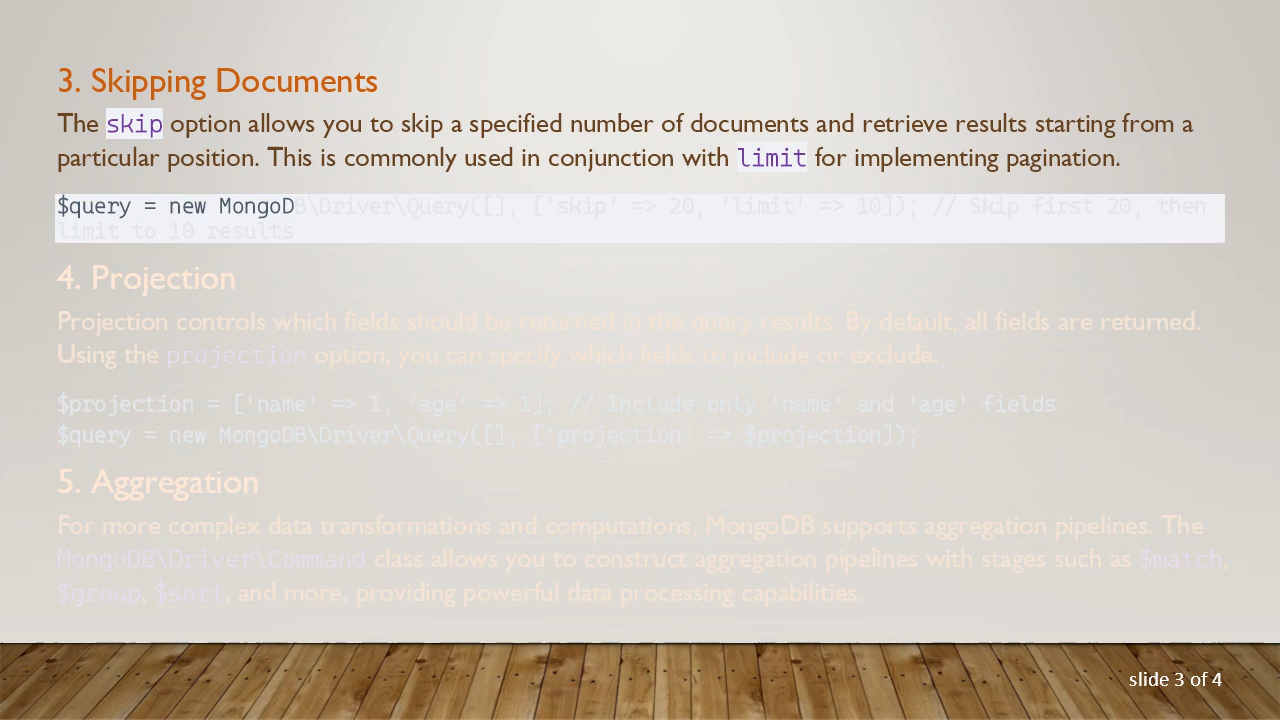 3. Skipping Documents
The skip option allows you to skip a specified number of documents and retrieve results starting from a
particular position. This is commonly used in conjunction with limit for implementing pagination.
$query = new MongoDB\Driver\Query([], ['skip' => 20, 'limit' => 10]); // Skip first 20, then
limit to 10 results
4. Projection
Projection controls which fields should be returned in the query results. By default, all fields are returned.
Using the projection option, you can specify which fields to include or exclude.
$projection = ['name' => 1, 'age' => 1]; // Include only 'name' and 'age' fields
$query = new MongoDB\Driver\Query([], ['projection' => $projection]);
5. Aggregation
For more complex data transformations and computations, MongoDB supports aggregation pipelines. The
MongoDB\Driver\Command class allows you to construct aggregation pipelines with stages such as $match,
$group, $sort, and more, providing powerful data processing capabilities.
slide 3 of 4